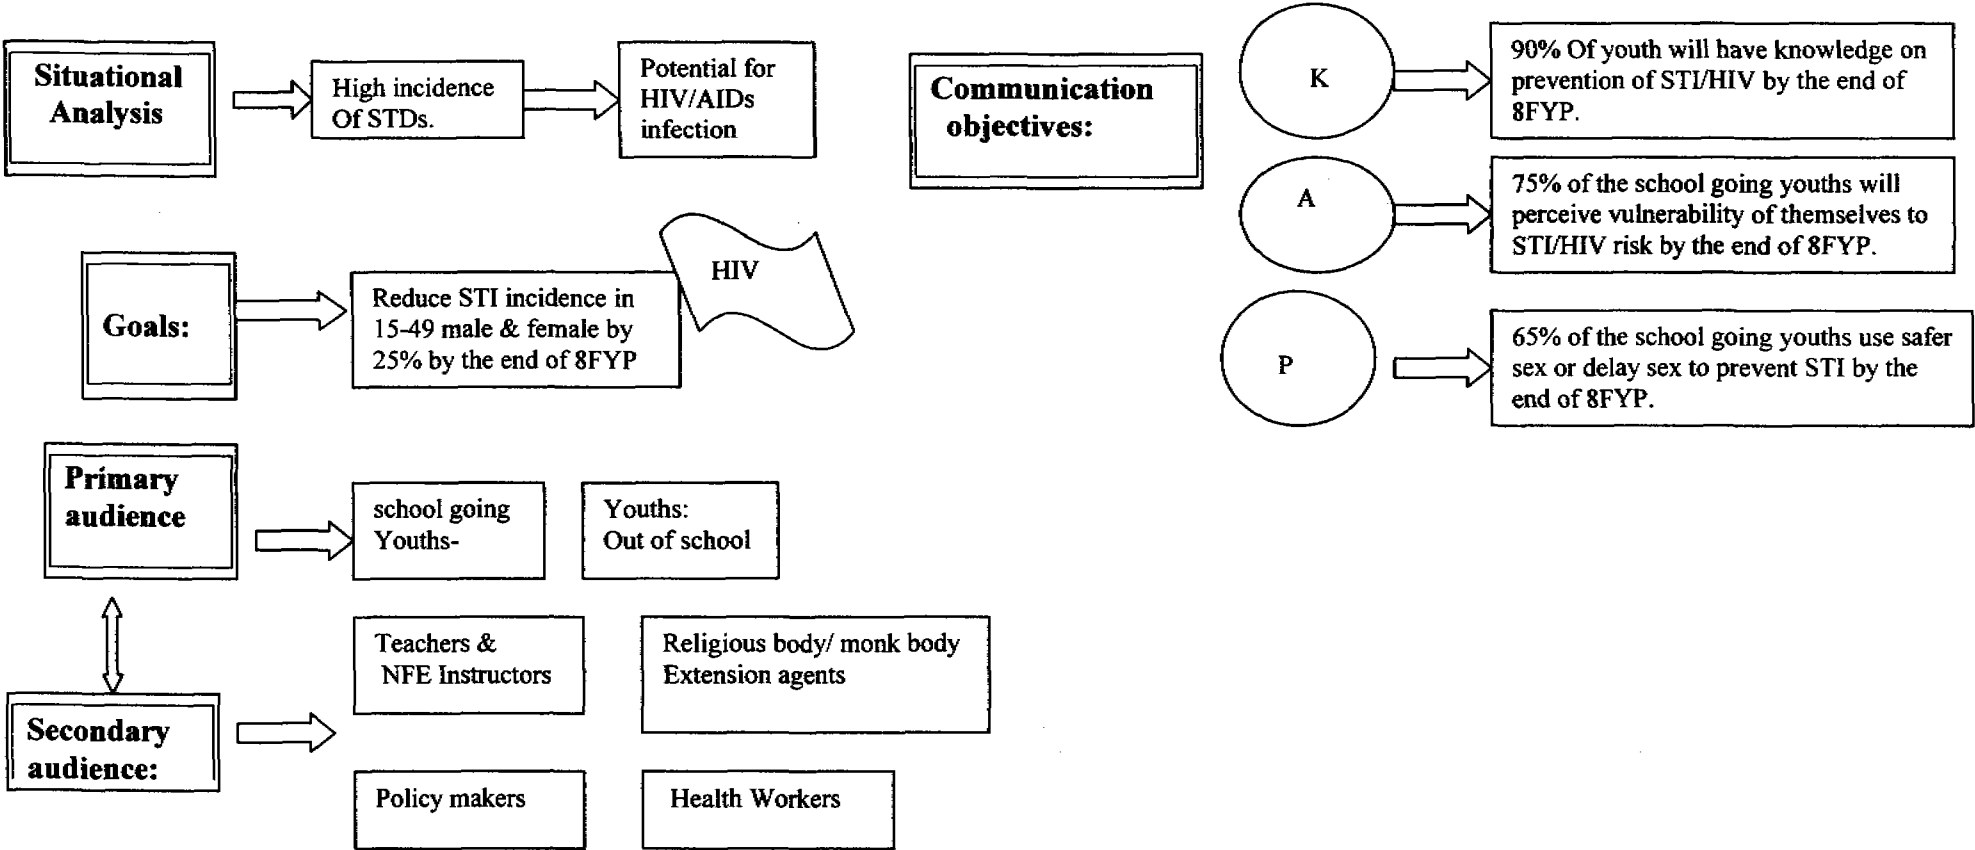 Situational
Analysis
High incidence
Of STDs.
Potential for
HIV/AIDs
infection
Goals:
Reduce STI incidence in
15-49 male & female by
25% by the end of 8FYP
HIV
Primary
audience
school going
Youths-
Youths:
Out of school
Secondary
audience:
Teachers &
NFE Instructors
Religious body/ monk body
Extension agents
Policy makers
Health Workers
Communication
objectives:
K
90% Of youth will have knowledge on
prevention of STI/HIV by the end of
8FYP.
A
75% of the school going youths will
perceive vulnerability of themselves to
STI/HIV risk by the end of 8FYP.
P
65% of the school going youths use safer
sex or delay sex to prevent STI by the
end of 8FYP.